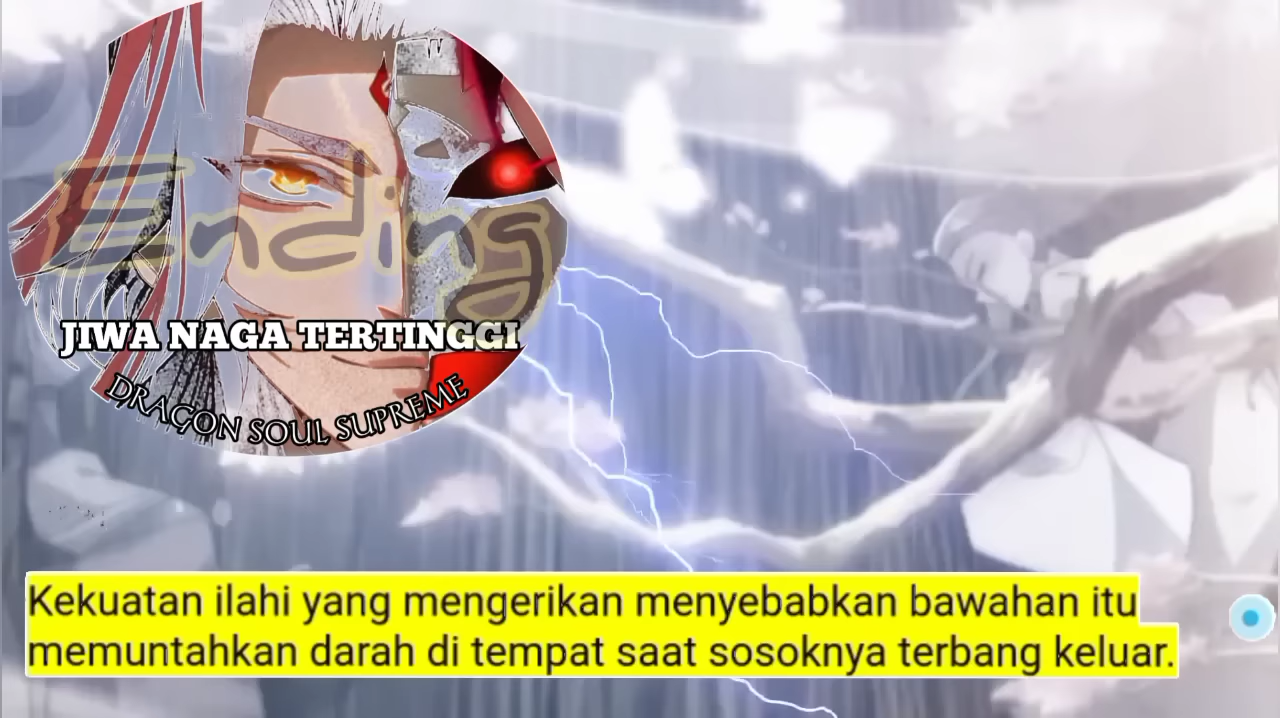 Ending
JIWA NAGA TERTINGGI
DRAGON SOUL SUPREME
Kekuatan ilahi yang mengerikan menyebabkan bawahan itu
memuntahkan darah di tempat saat sosoknya terbang keluar.